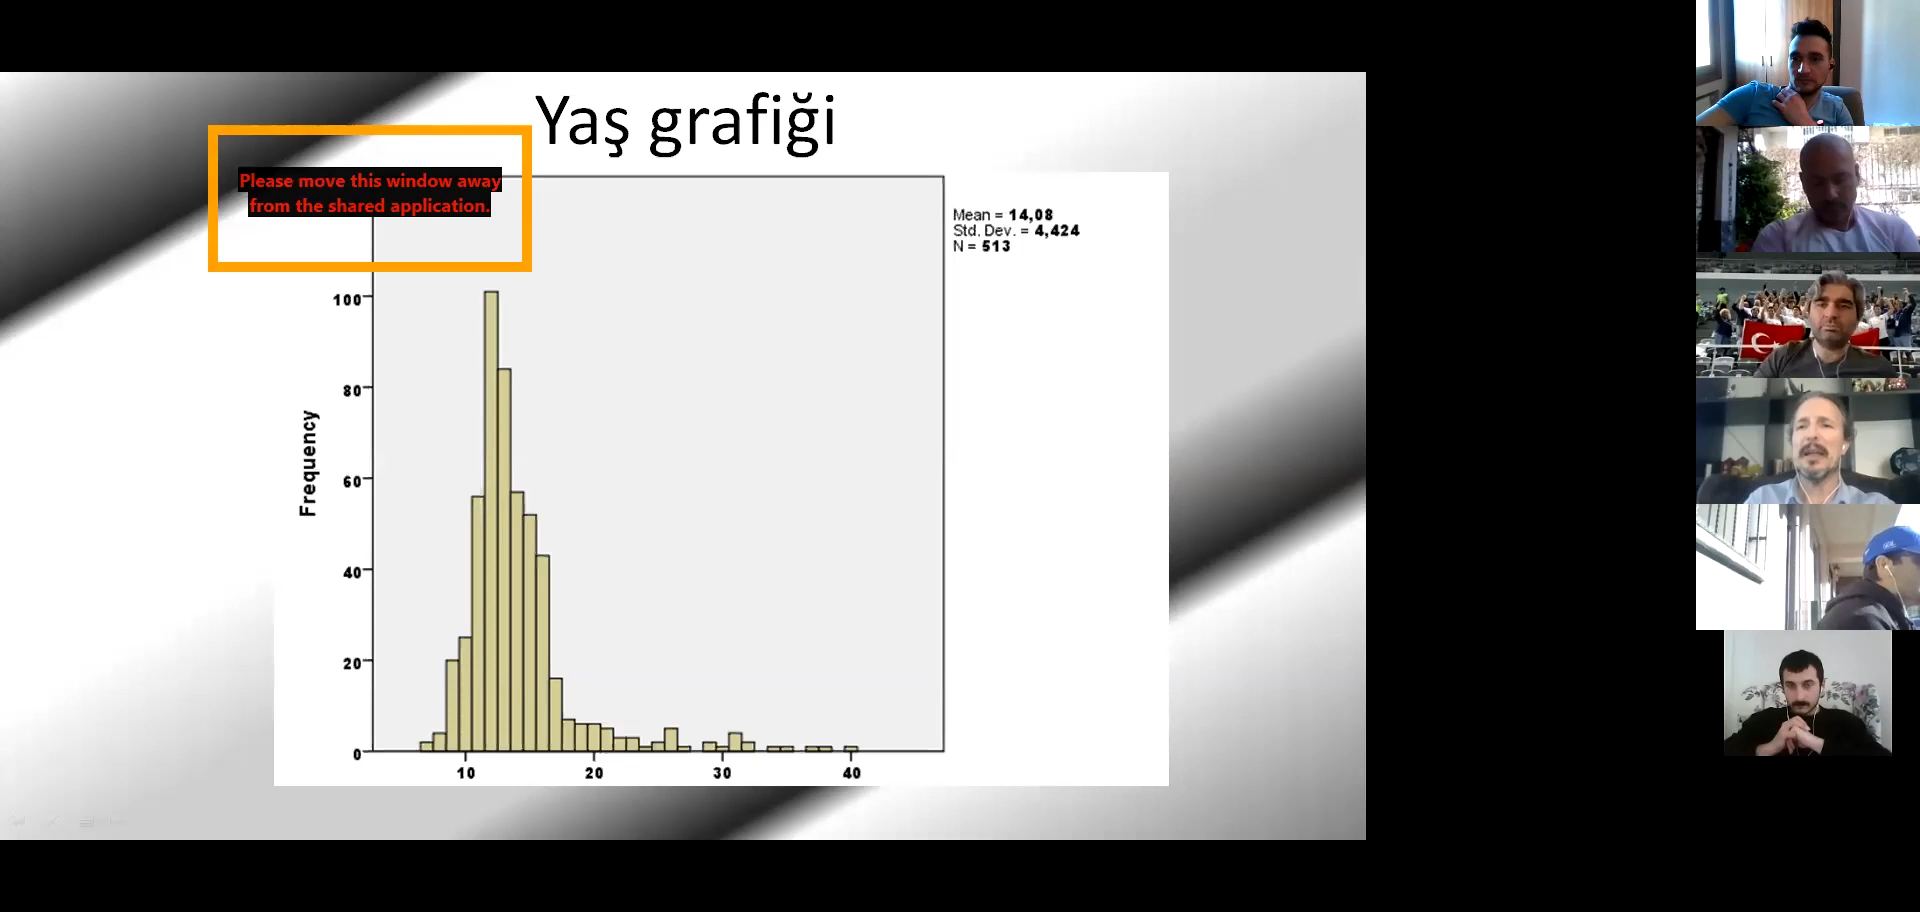 Yaş grafiği
Please move this window away
from the shared application.
Mean = 14,08
Std. Dev. = 4,424
N = 513
Frequency
100
80
60
40
20
0
10 20 30 40